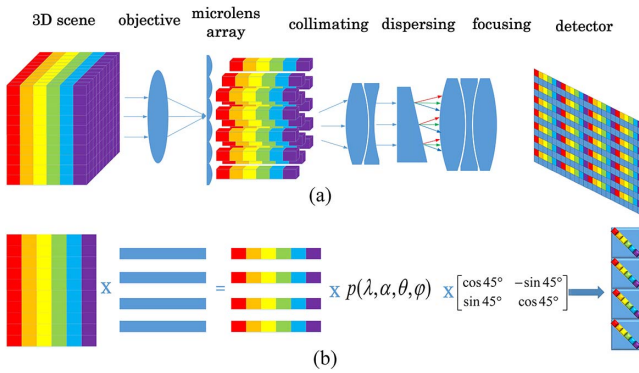 3D scene
objective
microlens
array
collimating
dispersing
focusing
detector
(a)
X
=
X p(λ,α,θ,φ) X [cos 45° −sin 45°
sin 45° cos 45°]
(b)